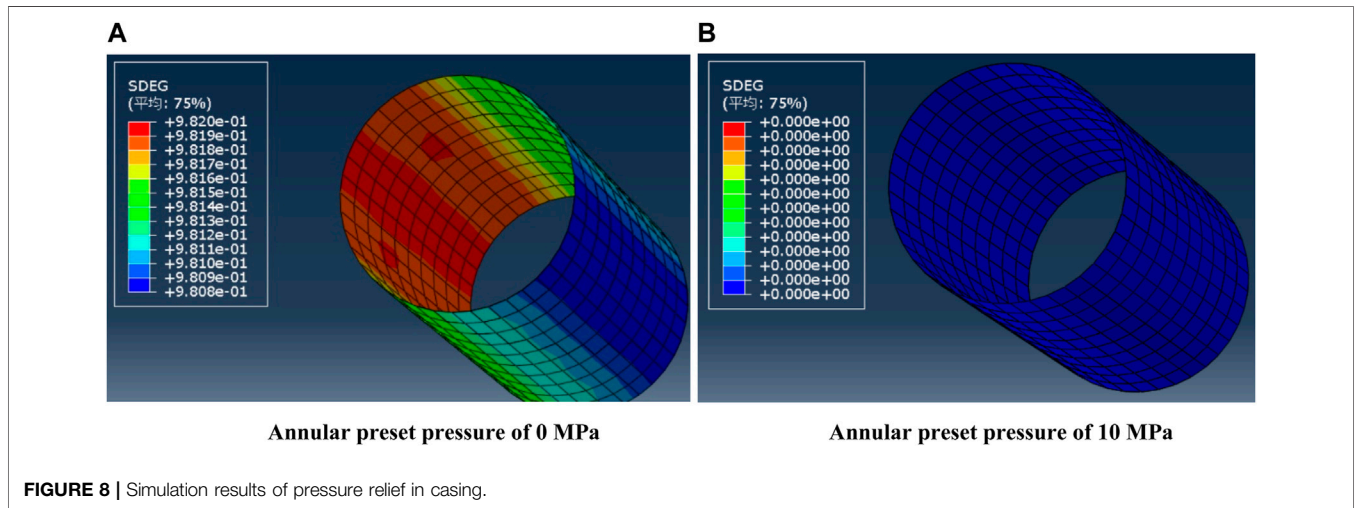 A
SDEG
(平均: 75%)
+9.820e-01
+9.819e-01
+9.818e-01
+9.817e-01
+9.816e-01
+9.815e-01
+9.814e-01
+9.813e-01
+9.812e-01
+9.811e-01
+9.810e-01
+9.809e-01
+9.808e-01
Annular preset pressure of 0 MPa
B
SDEG
(平均: 75%)
+0.000e+00
+0.000e+00
+0.000e+00
+0.000e+00
+0.000e+00
+0.000e+00
+0.000e+00
+0.000e+00
+0.000e+00
+0.000e+00
+0.000e+00
+0.000e+00
+0.000e+00
Annular preset pressure of 10 MPa
FIGURE 8 | Simulation results of pressure relief in casing.